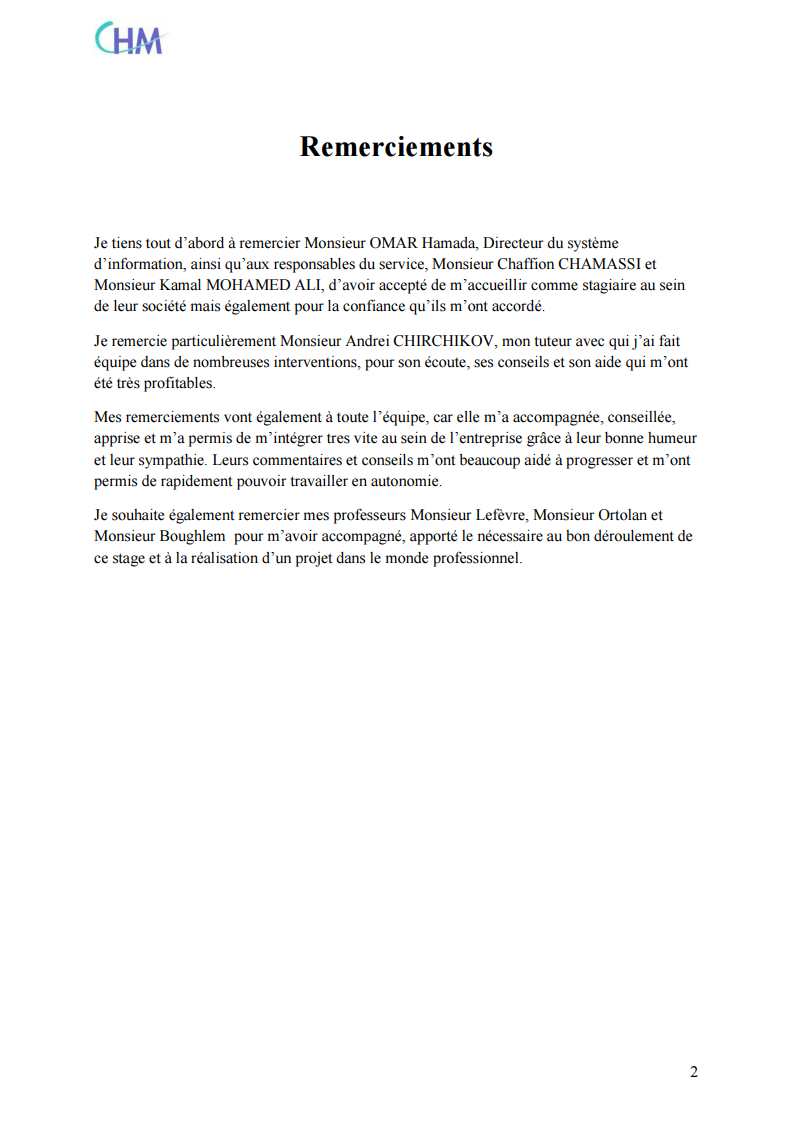 CHM
Remerciements
Je tiens tout d’abord à remercier Monsieur OMAR Hamada, Directeur du système
d’information, ainsi qu’aux responsables du service, Monsieur Chaffion CHAMASSI et
Monsieur Kamal MOHAMED ALI, d’avoir accepté de m’accueillir comme stagiaire au sein
de leur société mais également pour la confiance qu’ils m’ont accordé.
Je remercie particulièrement Monsieur Andrei CHIRCHIKOV, mon tuteur avec qui j’ai fait
équipe dans de nombreuses interventions, pour son écoute, ses conseils et son aide qui m’ont
été très profitables.
Mes remerciements vont également à toute l’équipe, car elle m’a accompagnée, conseillée,
apprise et m’a permis de m’intégrer tres vite au sein de l’entreprise grâce à leur bonne humeur
et leur sympathie. Leurs commentaires et conseils m’ont beaucoup aidé à progresser et m’ont
permis de rapidement pouvoir travailler en autonomie.
Je souhaite également remercier mes professeurs Monsieur Lefèvre, Monsieur Ortolan et
Monsieur Boughlem  pour m’avoir accompagné, apporté le nécessaire au bon déroulement de
ce stage et à la réalisation d’un projet dans le monde professionnel.
2